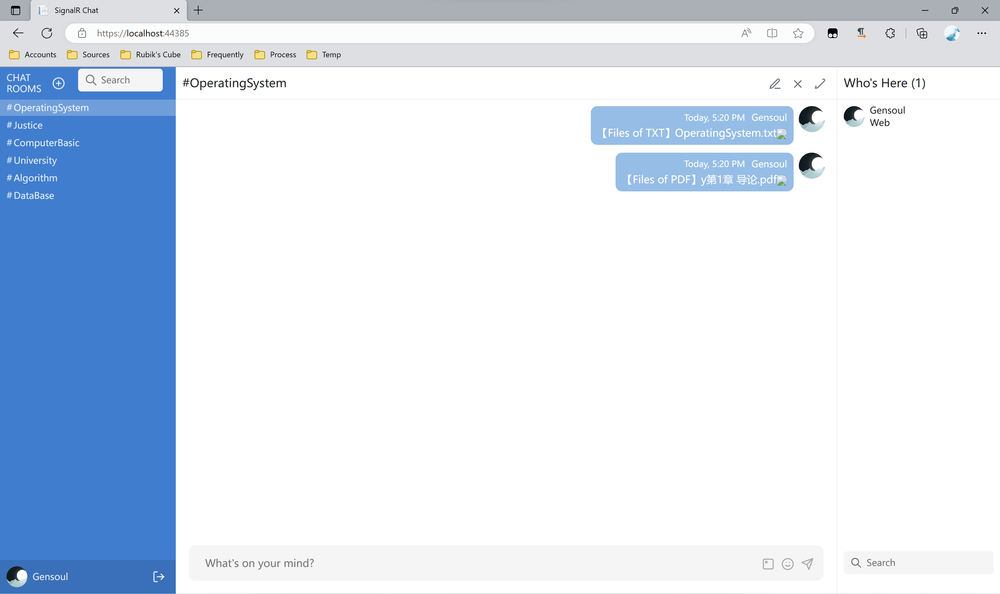 SignalR Chat
https://localhost:44385
Accounts Sources Rubik's Cube Frequently Process Temp
CHAT
ROOMS
Search
#OperatingSystem
#Justice
#ComputerBasic
#University
#Algorithm
#DataBase
Gensoul
#OperatingSystem
Today, 5:20 PM Gensoul
【Files of TXT】OperatingSystem.txt
Today, 5:20 PM Gensoul
【Files of PDF】y第1章 导论.pdf
What's on your mind?
Who's Here (1)
Gensoul
Web
Search